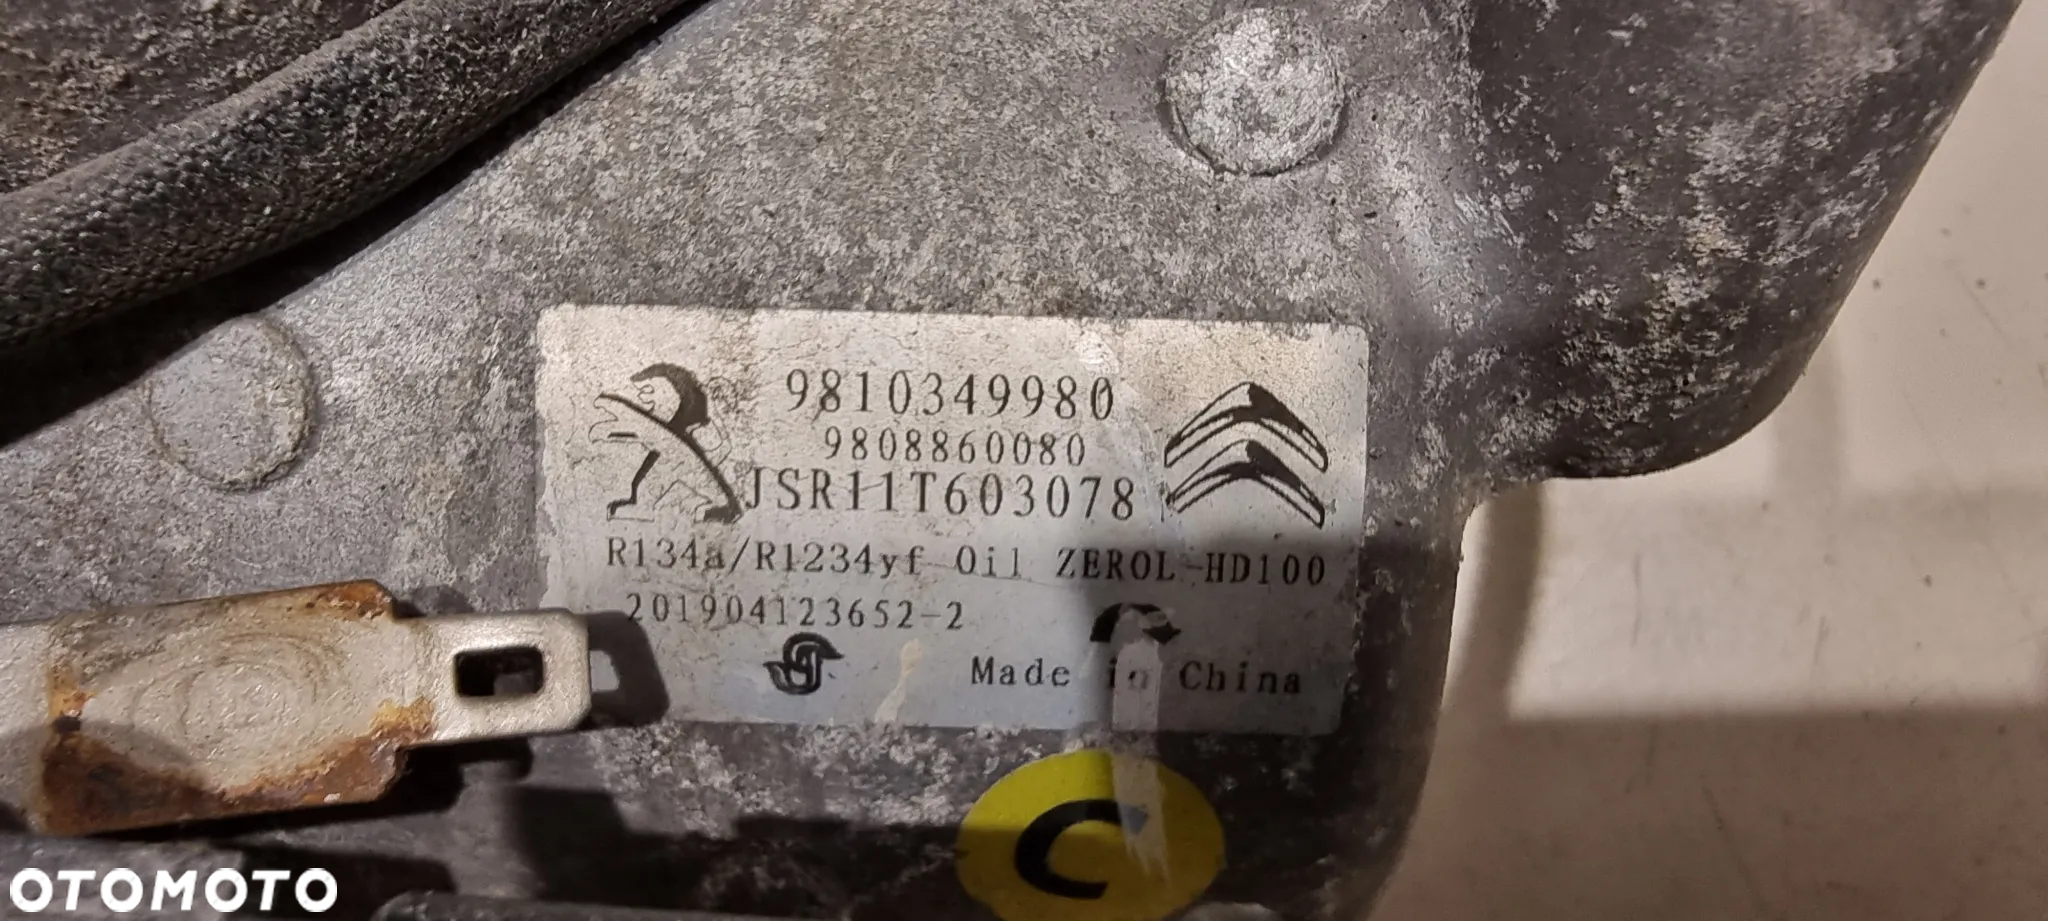 9810349980
9808860080
JSR11T603078
R134a/R1234yf Oil ZEROL-HD100
201904123652-2
Made in China
C
OTOMOTO